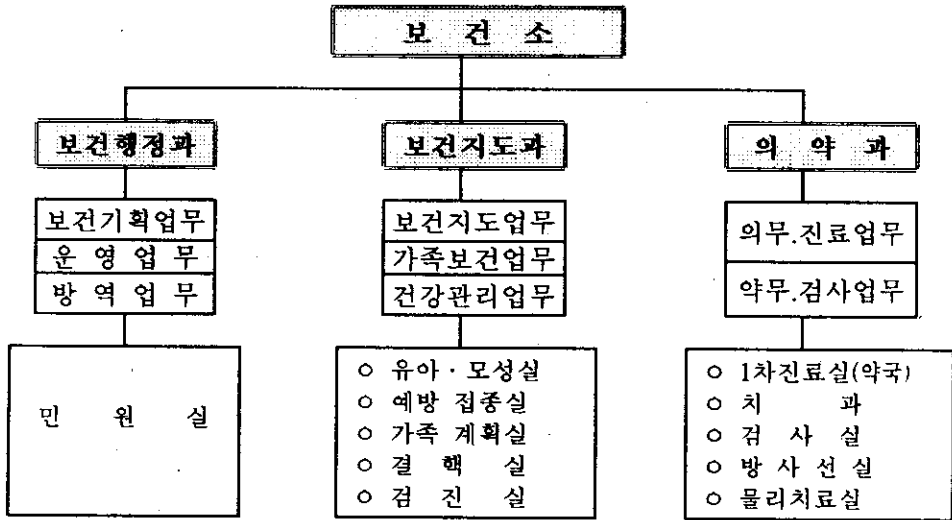 보 건 소
보건행정과
보건기획업무
운 영 업 무
방 역 업 무
민 원 실
보건지도과
보건지도업무
가족보건업무
건강관리업무
○ 유아 · 모성실
○ 예방 접종실
○ 가족 계획실
○ 결 핵 실
○ 검 진 실
의 약 과
의무.진료업무
약무.검사업무
○ 1차진료실(약국)
○ 치 과
○ 검 사 실
○ 방 사 선 실
○ 물리치료실